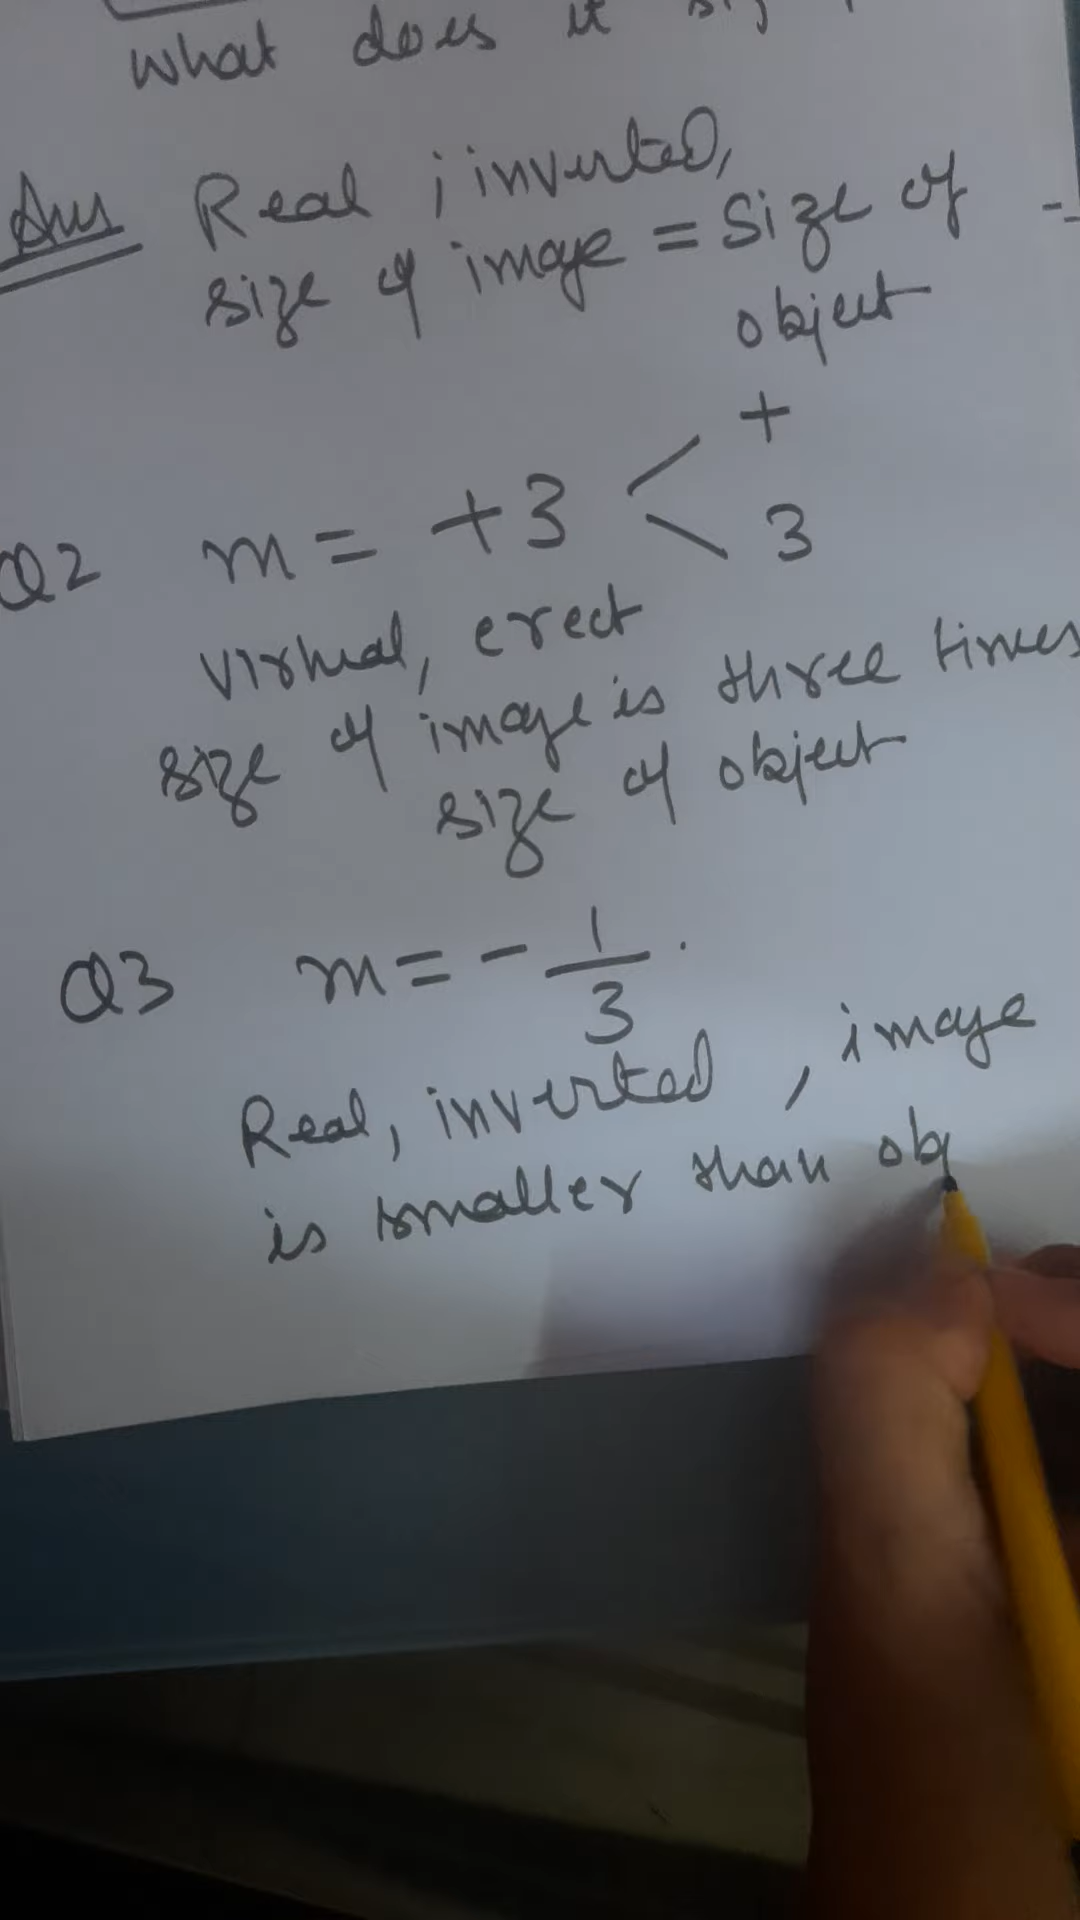 What does it
Ans Real, inverted,
size of image = Size of
object
+
Q2 m = +3 < 3
Virtual, erect
size of image is three times
size of object
Q3 m = - 1/3 .
Real, inverted, image
is smaller than obj